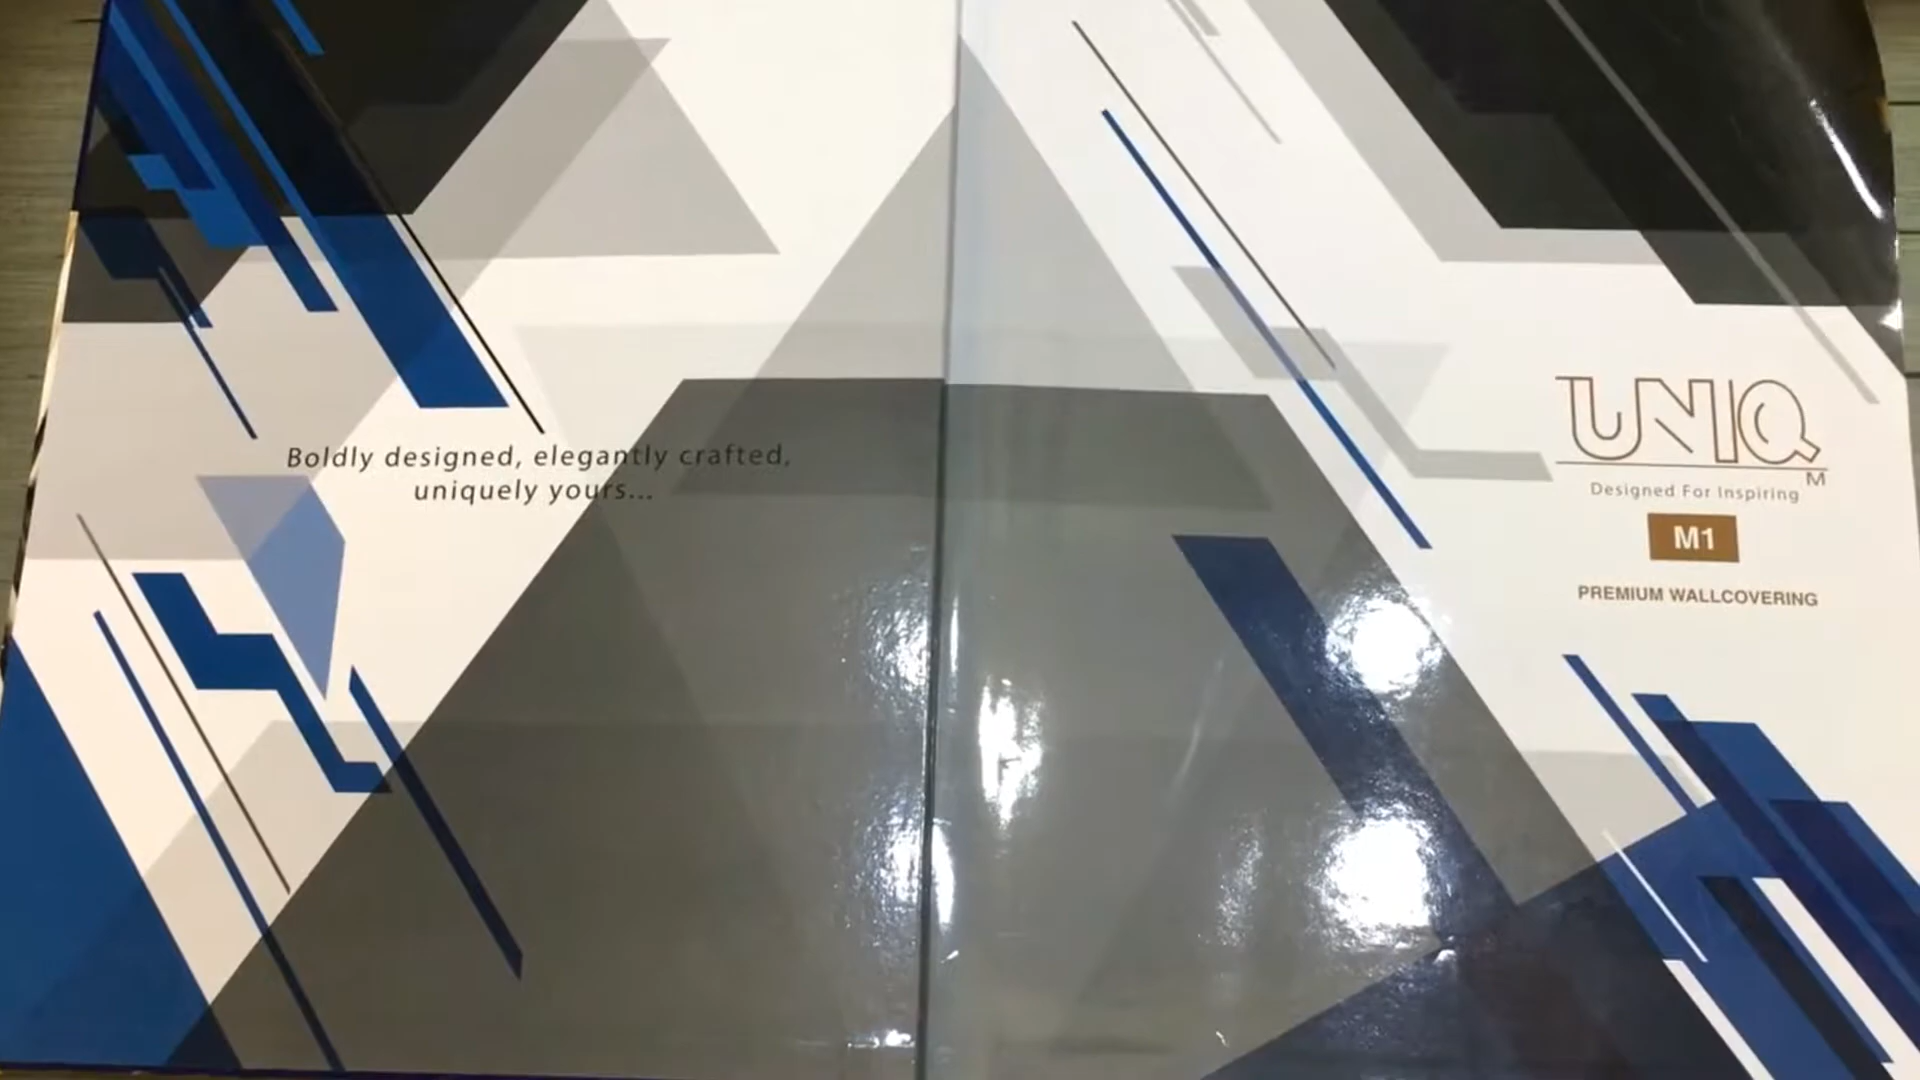 Boldly designed, elegantly crafted,
uniquely yours...
UNIQ
M
Designed For Inspiring
M1
PREMIUM WALLCOVERING